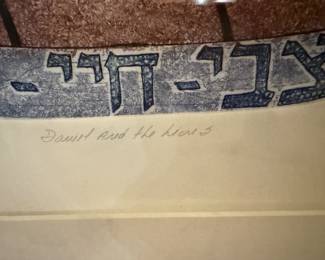 צבי - חיי -
Daniel and the Lions